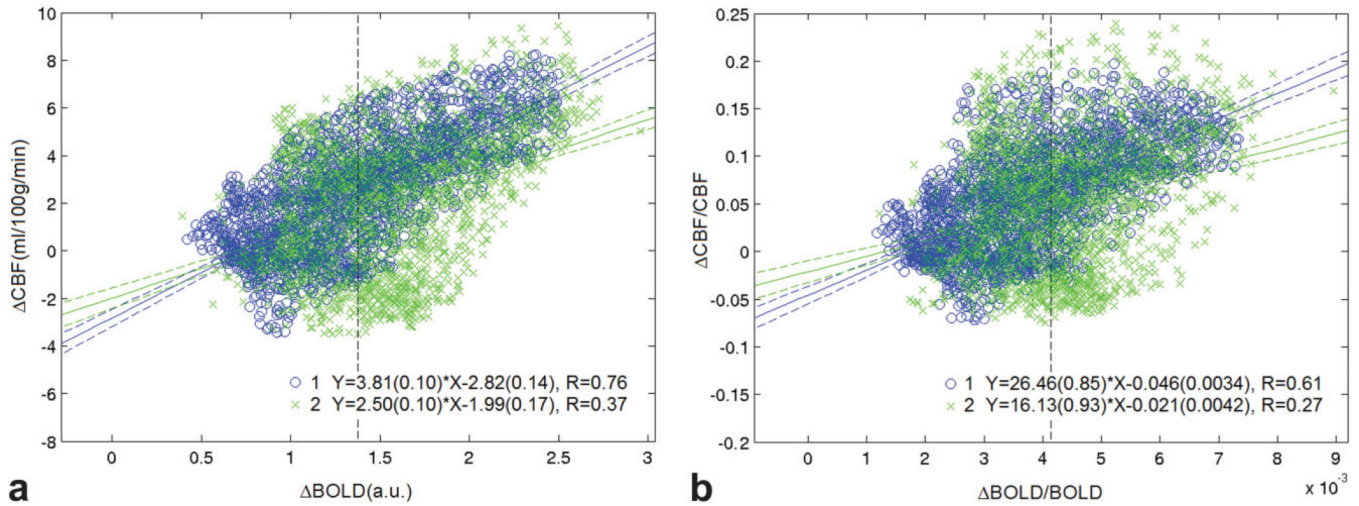 10
8
6
4
2
0
-2
-4
-6
-8
ΔCBF(ml/100g/min)
0 0.5 1 1.5 2 2.5 3
ΔBOLD(a.u.)
1 Y=3.81(0.10)*X-2.82(0.14), R=0.76
2 Y=2.50(0.10)*X-1.99(0.17), R=0.37
a
0.25
0.2
0.15
0.1
0.05
0
-0.05
-0.1
-0.15
-0.2
ΔCBF/CBF
0 1 2 3 4 5 6 7 8 9
x 10-3
ΔBOLD/BOLD
1 Y=26.46(0.85)*X-0.046(0.0034), R=0.61
2 Y=16.13(0.93)*X-0.021(0.0042), R=0.27
b